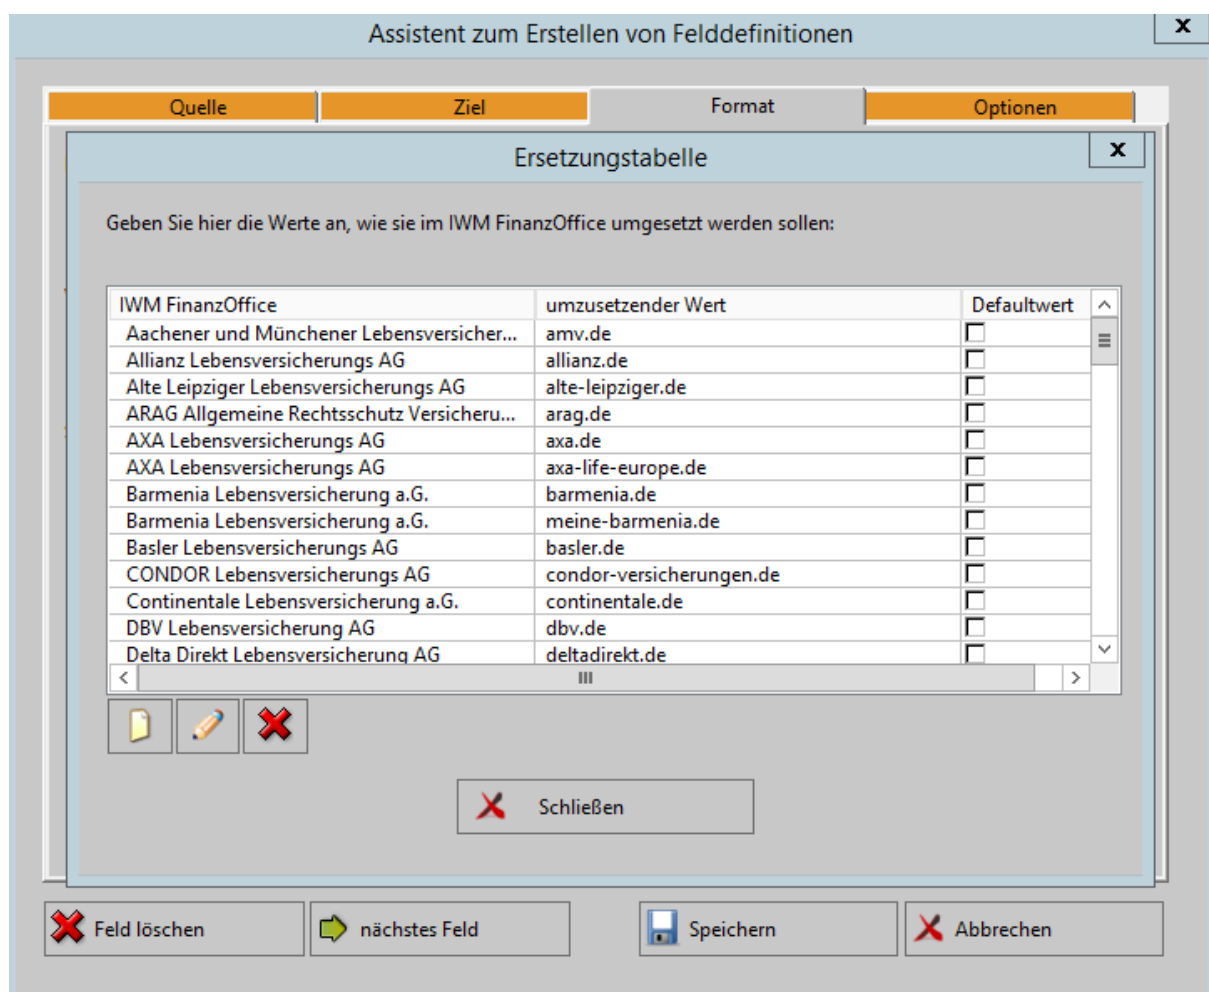 Assistent zum Erstellen von Felddefinitionen
x
Quelle Ziel Format Optionen
Ersetzungstabelle
x
Geben Sie hier die Werte an, wie sie im IWM FinanzOffice umgesetzt werden sollen:
IWM FinanzOffice umzusetzender Wert Defaultwert
Aachener und Münchener Lebensversicher... amv.de
Allianz Lebensversicherungs AG allianz.de
Alte Leipziger Lebensversicherungs AG alte-leipziger.de
ARAG Allgemeine Rechtsschutz Versicheru... arag.de
AXA Lebensversicherungs AG axa.de
AXA Lebensversicherungs AG axa-life-europe.de
Barmenia Lebensversicherung a.G. barmenia.de
Barmenia Lebensversicherung a.G. meine-barmenia.de
Basler Lebensversicherungs AG basler.de
CONDOR Lebensversicherungs AG condor-versicherungen.de
Continentale Lebensversicherung a.G. continentale.de
DBV Lebensversicherung AG dbv.de
Delta Direkt Lebensversicherung AG deltadirekt.de
Schließen
Feld löschen nächstes Feld Speichern Abbrechen